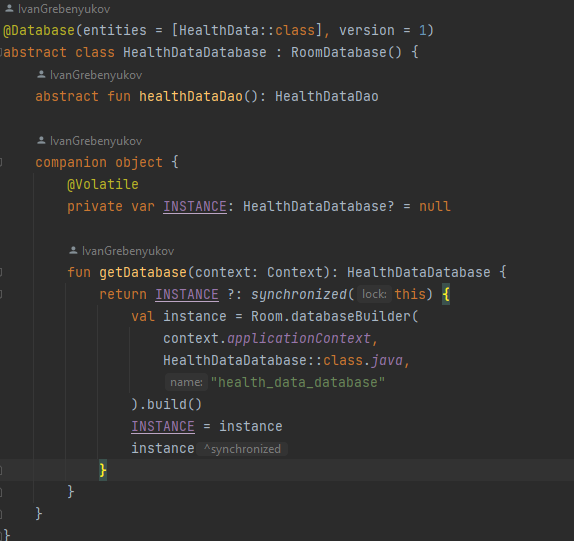 IvanGrebenyukov
@Database(entities = [HealthData::class], version = 1)
abstract class HealthDataDatabase : RoomDatabase() {
IvanGrebenyukov
abstract fun healthDataDao(): HealthDataDao
IvanGrebenyukov
companion object {
@Volatile
private var INSTANCE: HealthDataDatabase? = null
IvanGrebenyukov
fun getDatabase(context: Context): HealthDataDatabase {
return INSTANCE ?: synchronized( lock: this) {
val instance = Room.databaseBuilder(
context.applicationContext,
HealthDataDatabase::class.java,
name: "health_data_database"
).build()
INSTANCE = instance
instance ^synchronized
}
}
}
}